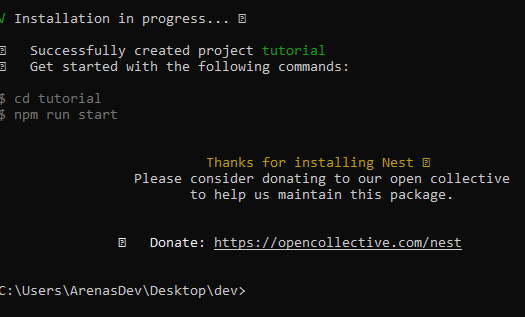 √ Installation in progress... �
� Successfully created project tutorial
� Get started with the following commands:
$ cd tutorial
$ npm run start
Thanks for installing Nest �
Please consider donating to our open collective
to help us maintain this package.
� Donate: https://opencollective.com/nest
C:\Users\ArenasDev\Desktop\dev>